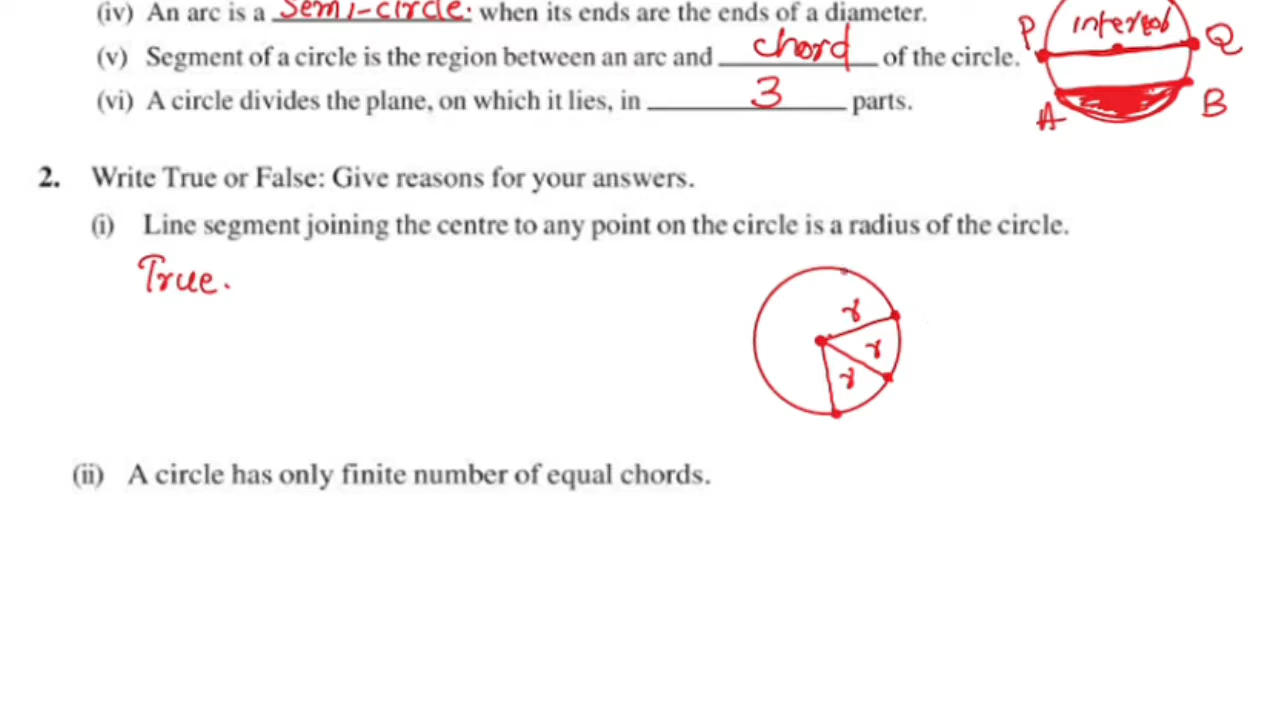 (iv) An arc is a Semi-circle. when its ends are the ends of a diameter.
P interior Q
(v) Segment of a circle is the region between an arc and chord of the circle.
(vi) A circle divides the plane, on which it lies, in 3 parts.
A B
2. Write True or False: Give reasons for your answers.
(i) Line segment joining the centre to any point on the circle is a radius of the circle.
True.
r
r
r
(ii) A circle has only finite number of equal chords.